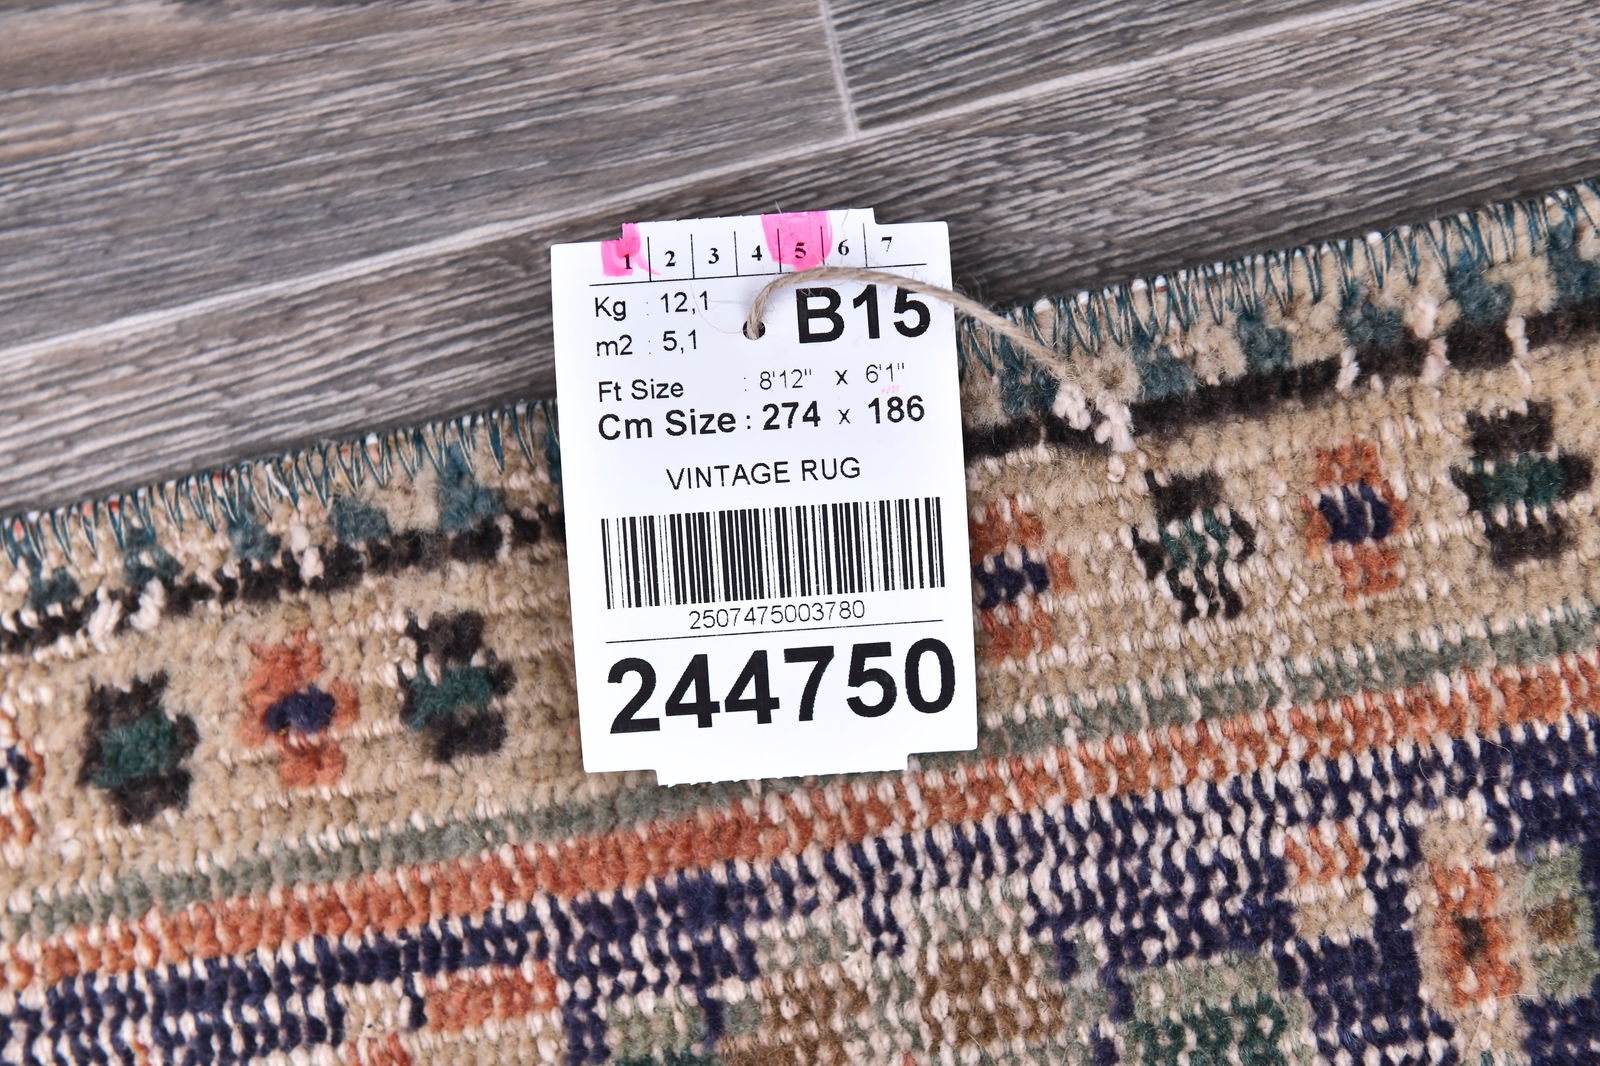 1 2 3 4 5 6 7
Kg : 12,1
B15
m2 : 5,1
Ft Size : 8'12" x 6'1"
Cm Size : 274 x 186
VINTAGE RUG
2507475003780
244750